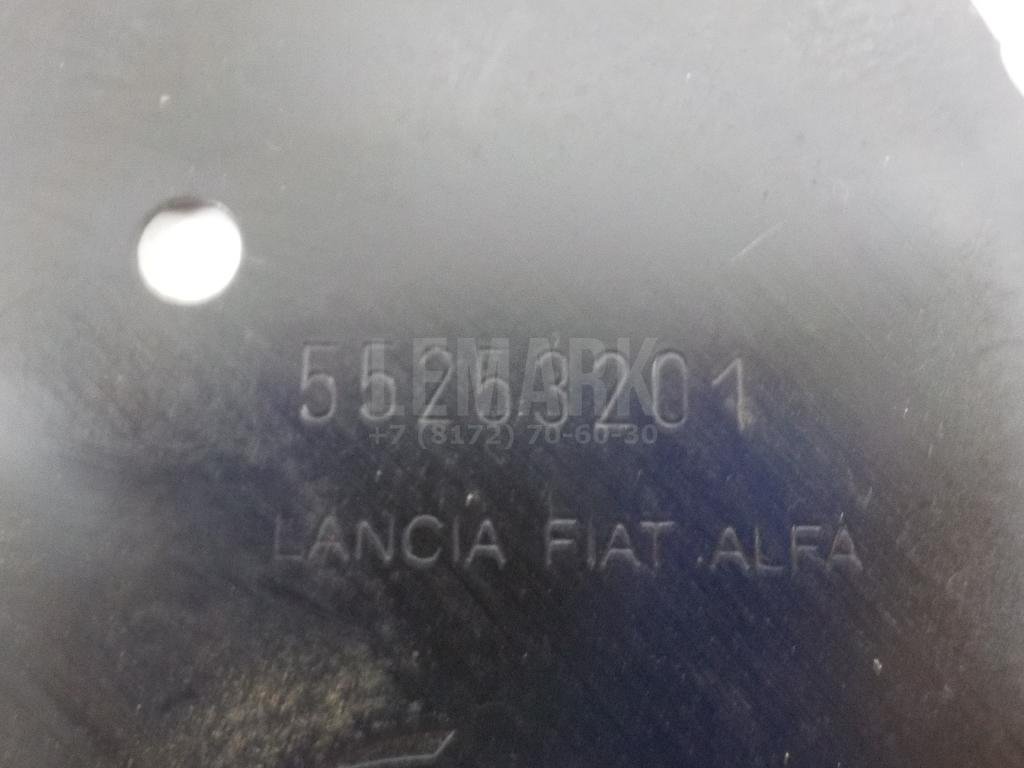 55253201
LEMARK
+7 (8172) 70-60-30
LANCIA FIAT ALFA